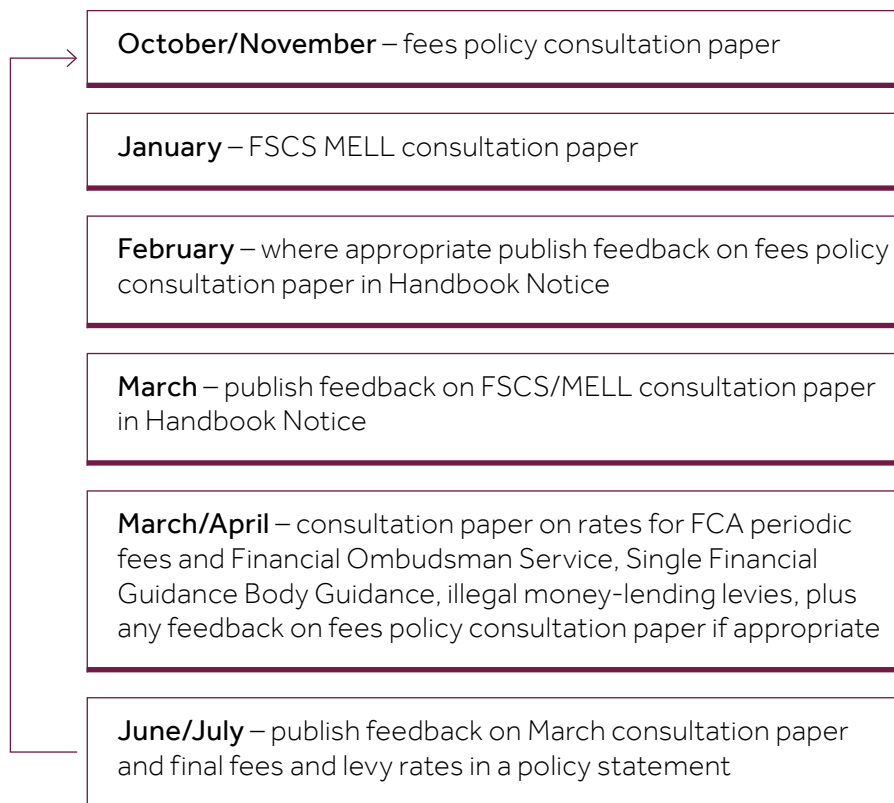 October/November – fees policy consultation paper
January – FSCS MELL consultation paper
February – where appropriate publish feedback on fees policy
consultation paper in Handbook Notice
March – publish feedback on FSCS/MELL consultation paper
in Handbook Notice
March/April – consultation paper on rates for FCA periodic
fees and Financial Ombudsman Service, Single Financial
Guidance Body Guidance, illegal money-lending levies, plus
any feedback on fees policy consultation paper if appropriate
June/July – publish feedback on March consultation paper
and final fees and levy rates in a policy statement